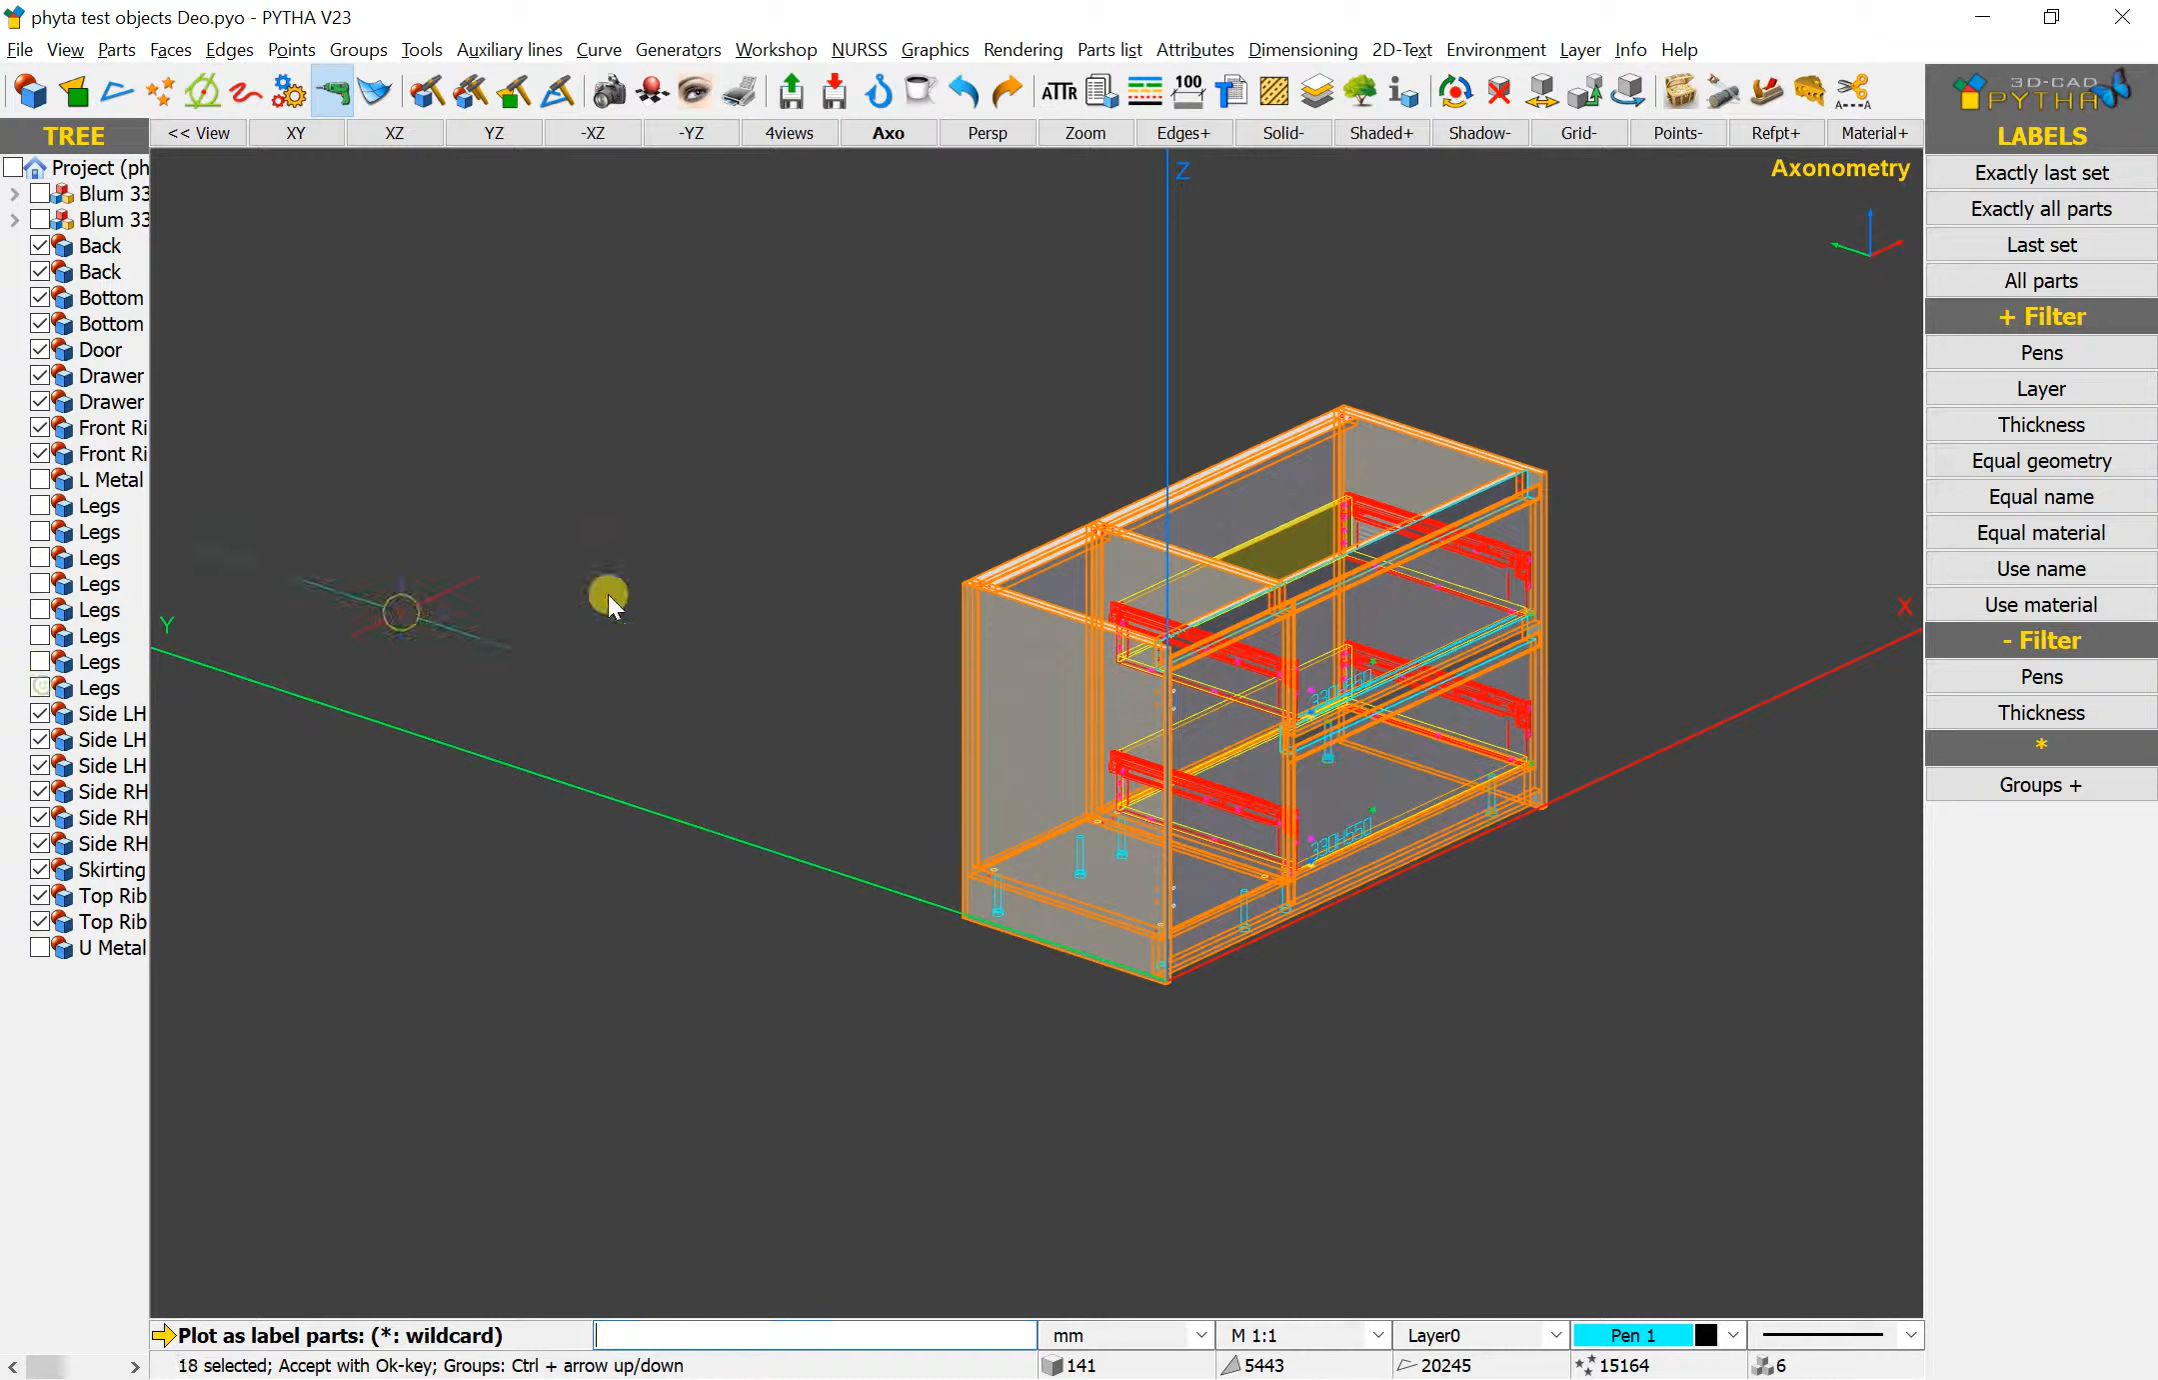 phyta test objects Deo.pyo - PYTHA V23
File View Parts Faces Edges Points Groups Tools Auxiliary lines Curve Generators Workshop NURSS Graphics Rendering Parts list Attributes Dimensioning 2D-Text Environment Layer Info Help
ATTR 100
3D-CAD PYTHA
TREE
<< View XY XZ YZ -XZ -YZ 4views Axo Persp Zoom Edges+ Solid- Shaded+ Shadow- Grid- Points- Refpt+ Material+
LABELS
Project (ph
Blum 33
Blum 33
Back
Back
Bottom
Bottom
Door
Drawer
Drawer
Front Ri
Front Ri
L Metal
Legs
Legs
Legs
Legs
Legs
Legs
Legs
Legs
Side LH
Side LH
Side LH
Side RH
Side RH
Side RH
Skirting
Top Rib
Top Rib
U Metal
Axonometry
Z
Y
X
330H550
330H550
Exactly last set
Exactly all parts
Last set
All parts
+ Filter
Pens
Layer
Thickness
Equal geometry
Equal name
Equal material
Use name
Use material
- Filter
Pens
Thickness
*
Groups +
Plot as label parts: (*: wildcard)
mm M 1:1 Layer0 Pen 1
18 selected; Accept with Ok-key; Groups: Ctrl + arrow up/down
141 5443 20245 15164 6